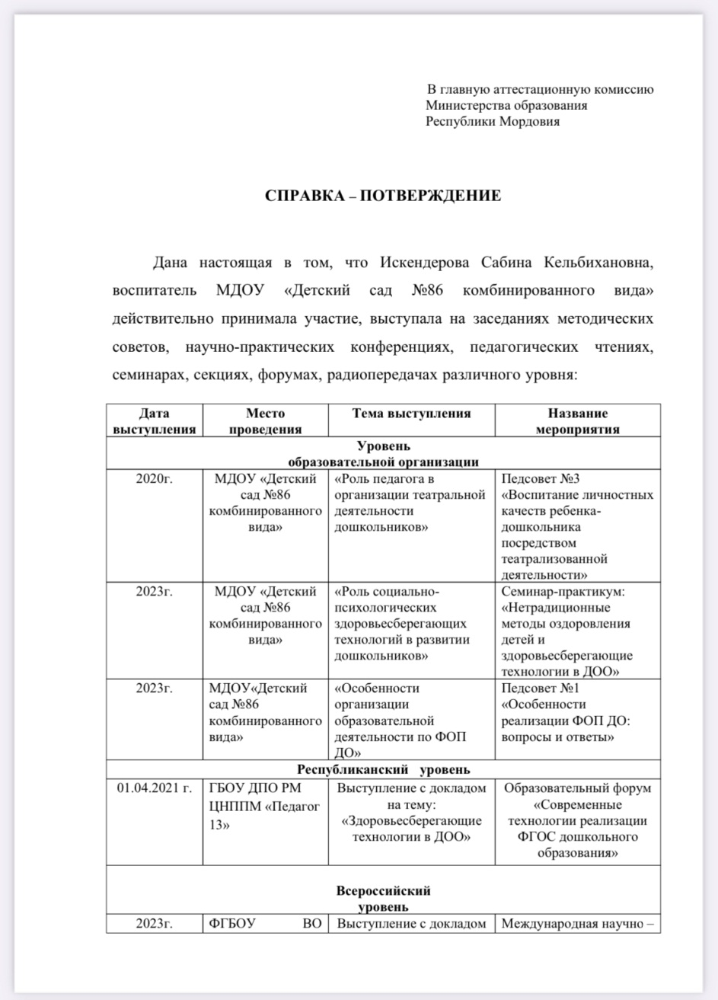 В главную аттестационную комиссию
Министерства образования
Республики Мордовия
СПРАВКА – ПОТВЕРЖДЕНИЕ
Дана настоящая в том, что Искендерова Сабина Кельбихановна,
воспитатель МДОУ «Детский сад №86 комбинированного вида»
действительно принимала участие, выступала на заседаниях методических
советов, научно-практических конференциях, педагогических чтениях,
семинарах, секциях, форумах, радиопередачах различного уровня:
Дата
выступления
Место
проведения
Тема выступления
Название
мероприятия
Уровень
образовательной организации
2020г.
МДОУ «Детский
сад №86
комбинированного
вида»
«Роль педагога в
организации театральной
деятельности
дошкольников»
Педсовет №3
«Воспитание личностных
качеств ребенка-
дошкольника
посредством
театрализованной
деятельности»
2023г.
МДОУ «Детский
сад №86
комбинированного
вида»
«Роль социально-
психологических
здоровьесберегающих
технологий в развитии
дошкольников»
Семинар-практикум:
«Нетрадиционные
методы оздоровления
детей и
здоровьесберегающие
технологии в ДОО»
2023г.
МДОУ«Детский
сад №86
комбинированного
вида»
«Особенности
организации
образовательной
деятельности по ФОП
ДО»
Педсовет №1
«Особенности
реализации ФОП ДО:
вопросы и ответы»
Республиканский уровень
01.04.2021 г.
ГБОУ ДПО РМ
ЦНППМ «Педагог
13»
Выступление с докладом
на тему:
«Здоровьесберегающие
технологии в ДОО»
Образовательный форум
«Современные
технологии реализации
ФГОС дошкольного
образования»
Всероссийский
уровень
2023г.
ФГБОУ ВО
Выступление с докладом
Международная научно –